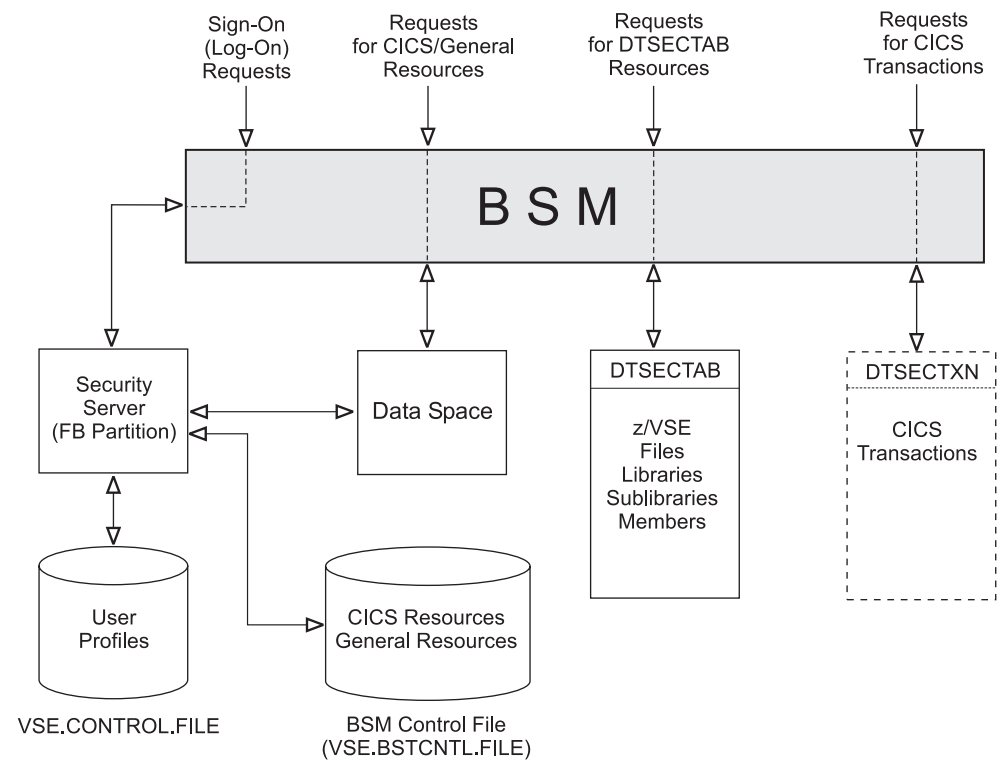 Sign-On
(Log-On)
Requests
Requests
for CICS/General
Resources
Requests
for DTSECTAB
Resources
Requests
for CICS
Transactions
B S M
Security
Server
(FB Partition)
Data Space
DTSECTAB
z/VSE
Files
Libraries
Sublibraries
Members
DTSECTXN
CICS
Transactions
User
Profiles
CICS Resources
General Resources
VSE.CONTROL.FILE
BSM Control File
(VSE.BSTCNTL.FILE)